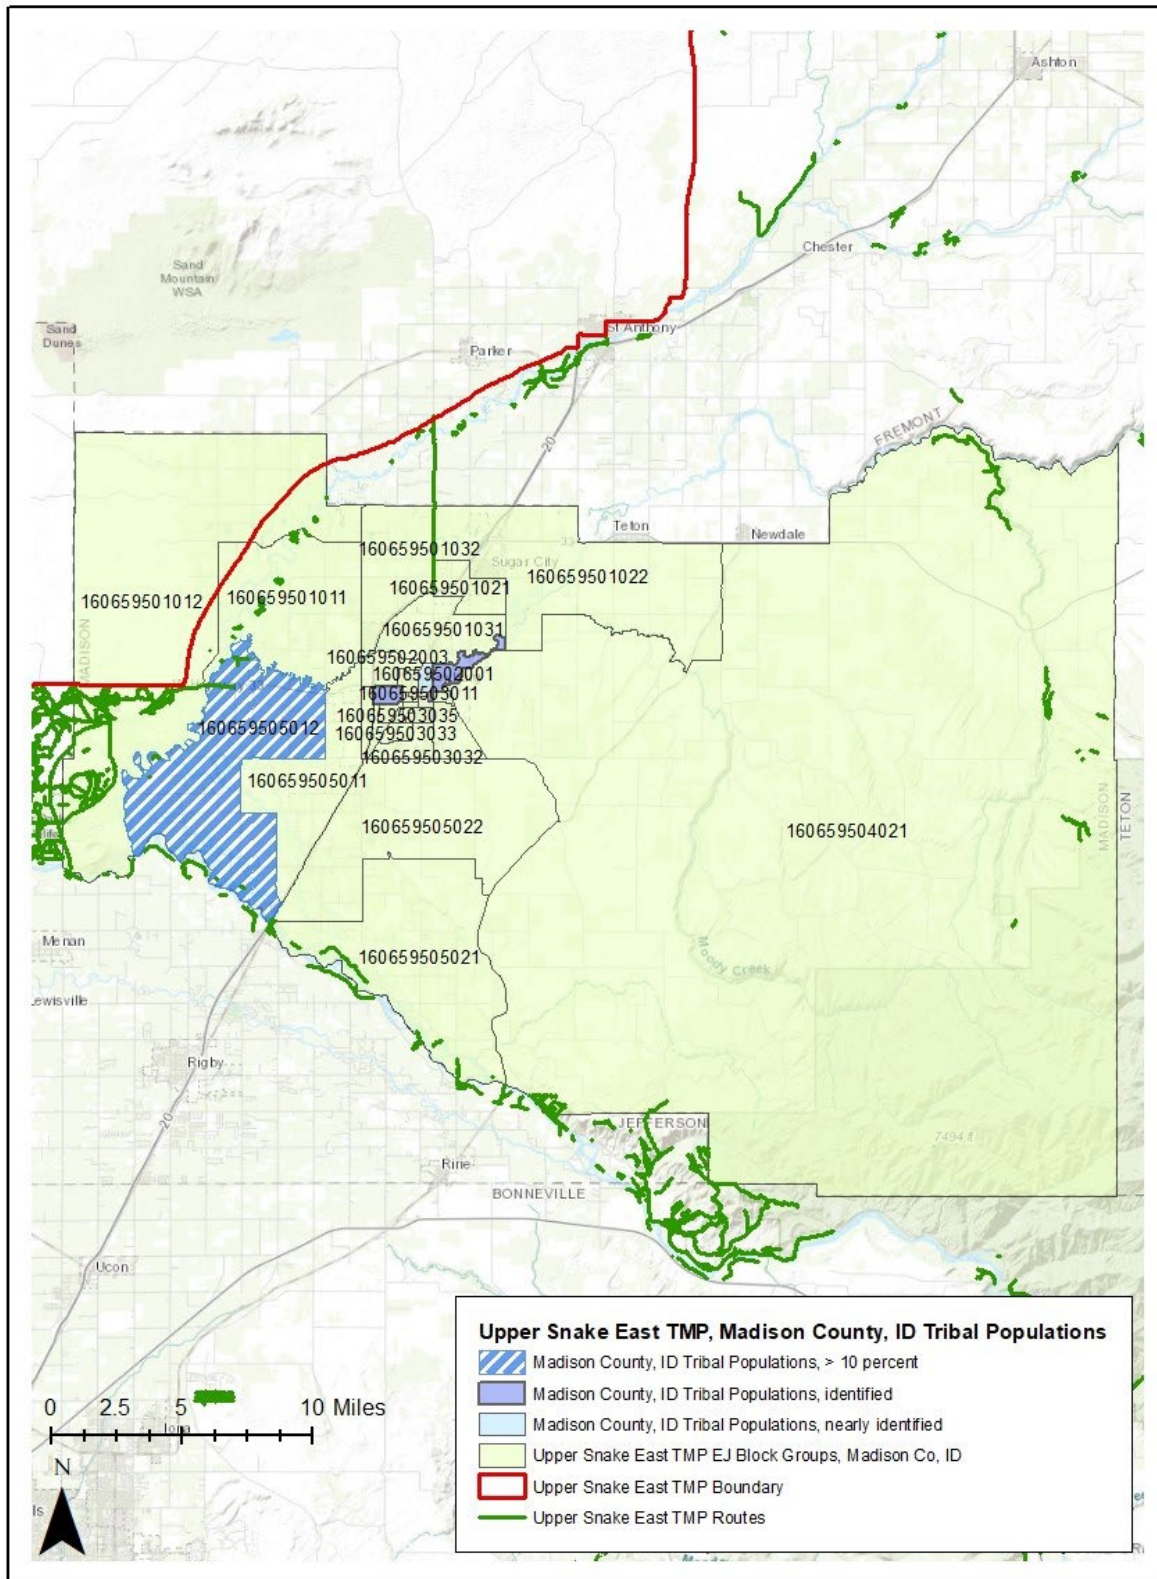 Ashton
Sand
Mountain
WSA
Chester
Sand
Dunes
St Anthony
Parker
20
FREMONT
Teton
Newdale
33
160659501032
Sugar City
160659501022
160659501021
160659501012
160659501011
160659501031
MADISON
160659502003
160659502001
33
160659503011
160659505012
160659503035
160659503033
160659503032
160659505011
160659505022
160659504021
MADISON
TETON
Menan
160659505021
Moody Creek
Lewisville
Rigby
20
JEFFERSON
7494 ft
Ririe
BONNEVILLE
Ucon
Upper Snake East TMP, Madison County, ID Tribal Populations
Madison County, ID Tribal Populations, > 10 percent
Madison County, ID Tribal Populations, identified
Madison County, ID Tribal Populations, nearly identified
Upper Snake East TMP EJ Block Groups, Madison Co, ID
Upper Snake East TMP Boundary
Upper Snake East TMP Routes
0 2.5 5 10 Miles
Iona
N
ls